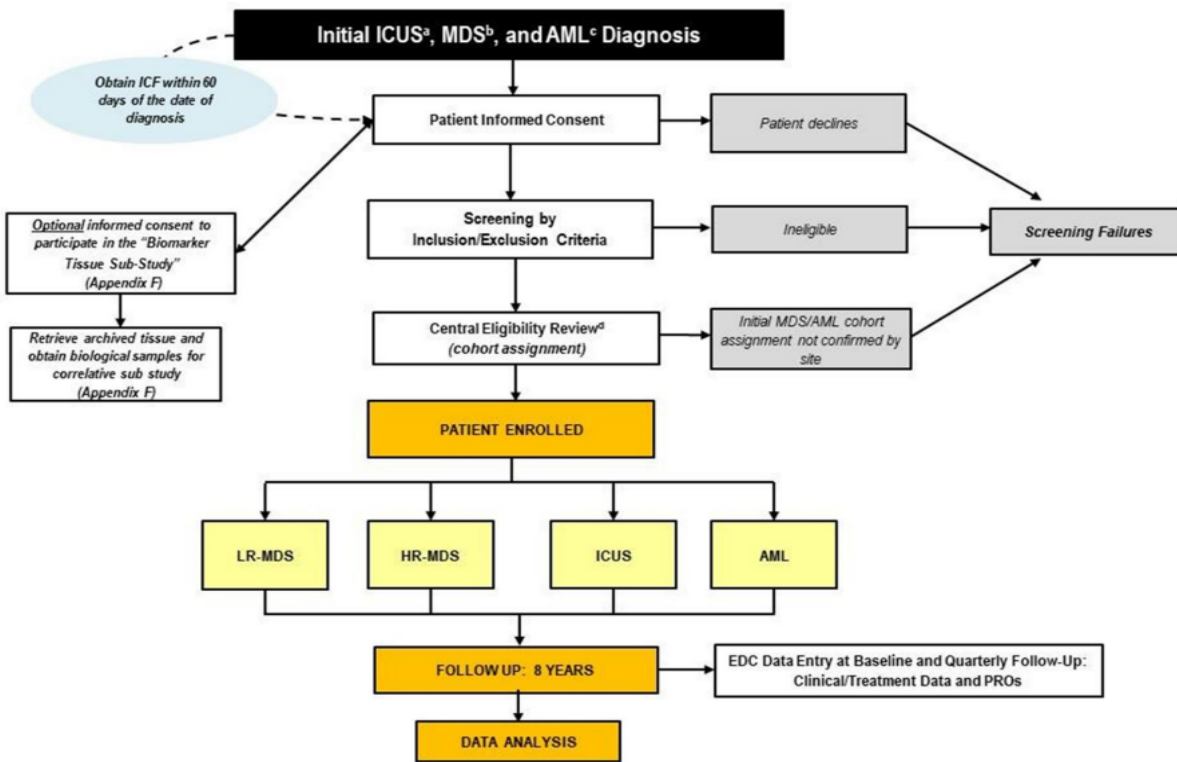 Initial ICUSᵃ, MDSᵇ, and AMLᶜ Diagnosis
Obtain ICF within 60
days of the date of
diagnosis
Patient Informed Consent
Patient declines
Optional informed consent to
participate in the “Biomarker
Tissue Sub-Study”
(Appendix F)
Screening by
Inclusion/Exclusion Criteria
Ineligible
Screening Failures
Retrieve archived tissue and
obtain biological samples for
correlative sub study
(Appendix F)
Central Eligibility Reviewᵈ
(cohort assignment)
Initial MDS/AML cohort
assignment not confirmed by
site
PATIENT ENROLLED
LR-MDS
HR-MDS
ICUS
AML
FOLLOW UP: 8 YEARS
EDC Data Entry at Baseline and Quarterly Follow-Up:
Clinical/Treatment Data and PROs
DATA ANALYSIS